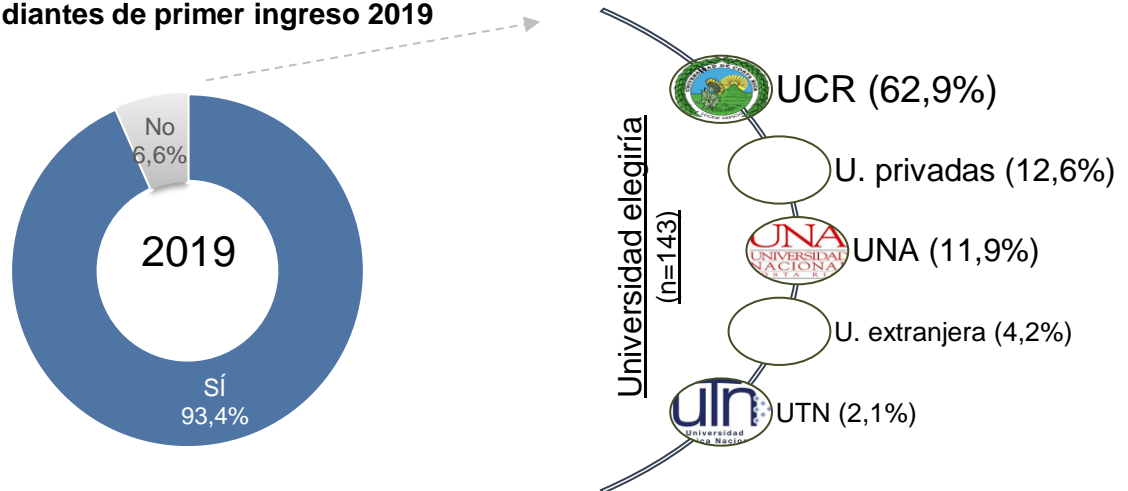 diantes de primer ingreso 2019
No
6,6%
2019
SÍ
93,4%
Universidad elegiría
(n=143)
UCR (62,9%)
U. privadas (12,6%)
UNA
UNIVERSIDAD
NACIONAL
UNA (11,9%)
U. extranjera (4,2%)
utn
Universidad
UTN (2,1%)